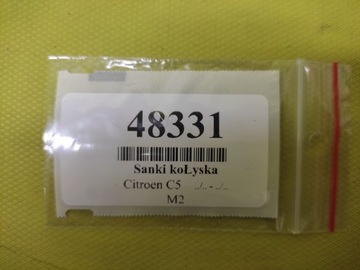 48331
Sanki koŁyska
Citroen C5 ../.. - ../..
M2